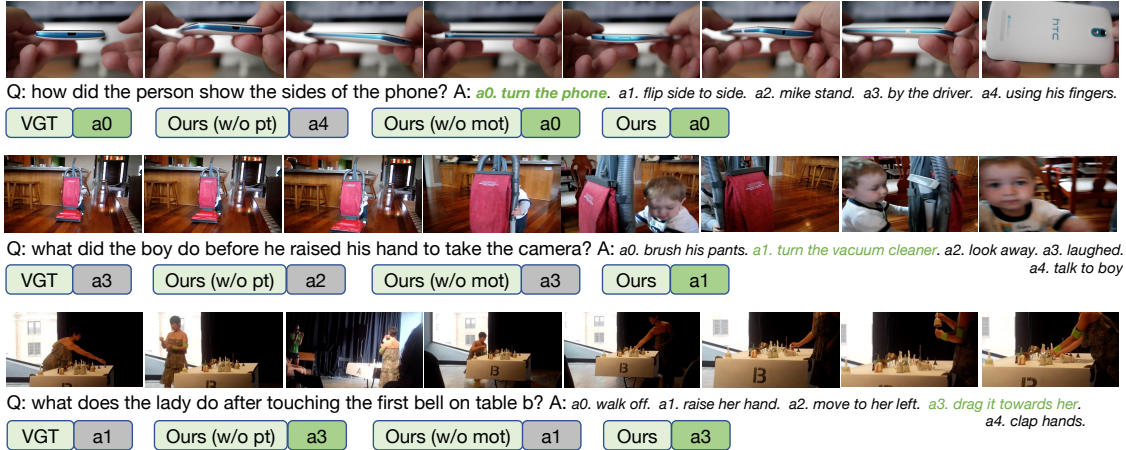 hTC
Q: how did the person show the sides of the phone? A: a0. turn the phone. a1. flip side to side. a2. mike stand. a3. by the driver. a4. using his fingers.
VGT a0 Ours (w/o pt) a4 Ours (w/o mot) a0 Ours a0
Q: what did the boy do before he raised his hand to take the camera? A: a0. brush his pants. a1. turn the vacuum cleaner. a2. look away. a3. laughed.
a4. talk to boy
VGT a3 Ours (w/o pt) a2 Ours (w/o mot) a3 Ours a1
A B B B B B
Q: what does the lady do after touching the first bell on table b? A: a0. walk off. a1. raise her hand. a2. move to her left. a3. drag it towards her.
a4. clap hands.
VGT a1 Ours (w/o pt) a3 Ours (w/o mot) a1 Ours a3